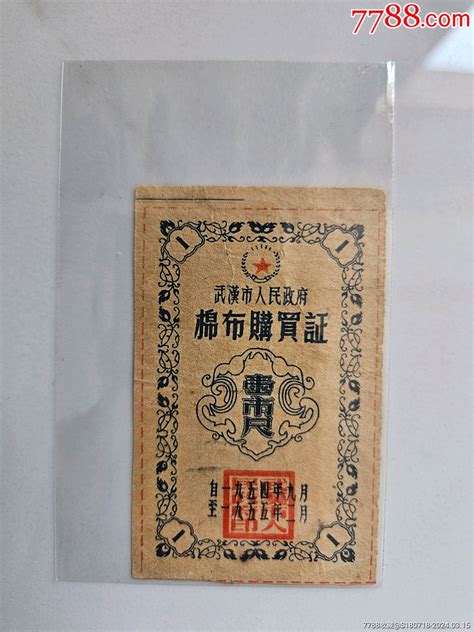 7788.com
1 1
武漢市人民政府
棉布購買証
壹市尺
自一九五四年九月
至一九五五年二月
1 1
7788收藏@S180718-2024.03.15